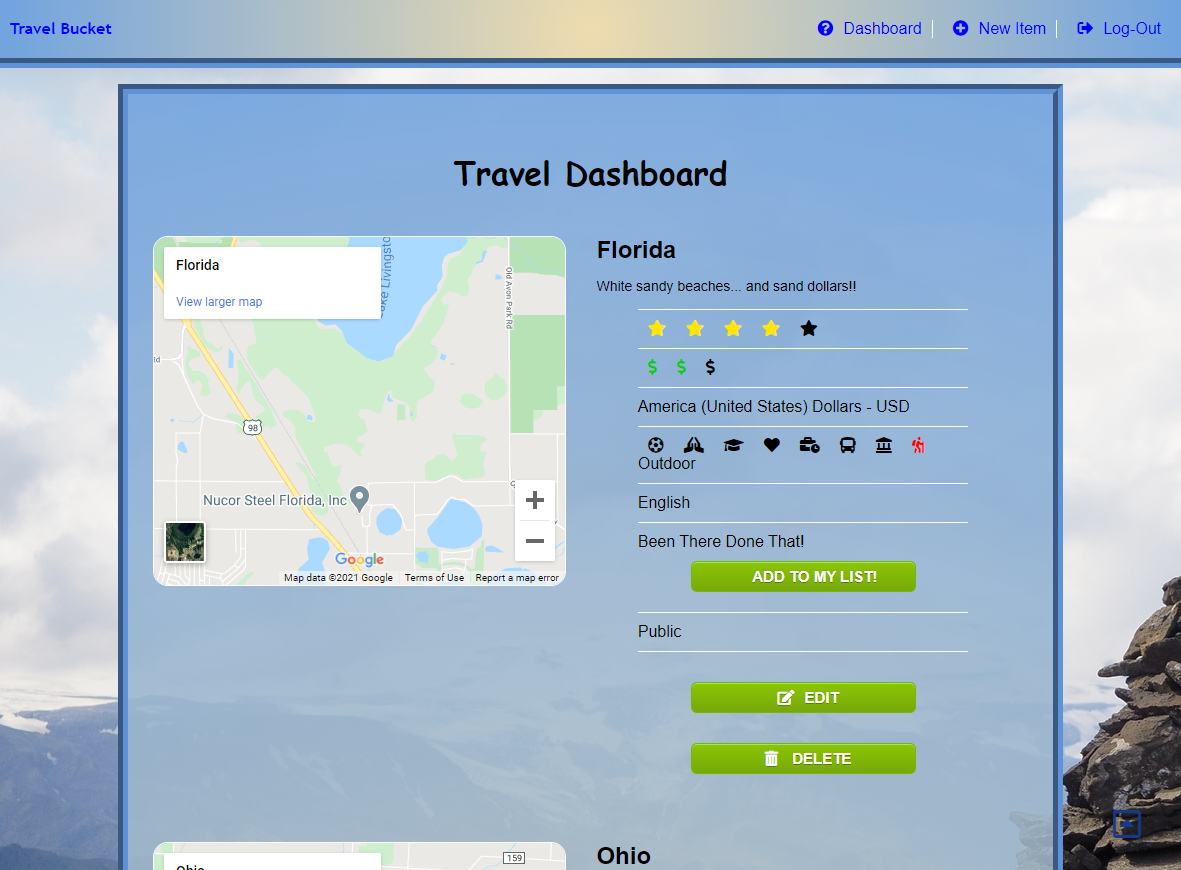 Travel Bucket
Dashboard
New Item
Log-Out
Travel Dashboard
Florida
View larger map
Old Avon Park Rd
98
Nucor Steel Florida, Inc
Google
Map data ©2021 Google
Terms of Use
Report a map error
Florida
White sandy beaches... and sand dollars!!
America (United States) Dollars - USD
Outdoor
English
Been There Done That!
ADD TO MY LIST!
Public
EDIT
DELETE
159
Ohio
Ohio